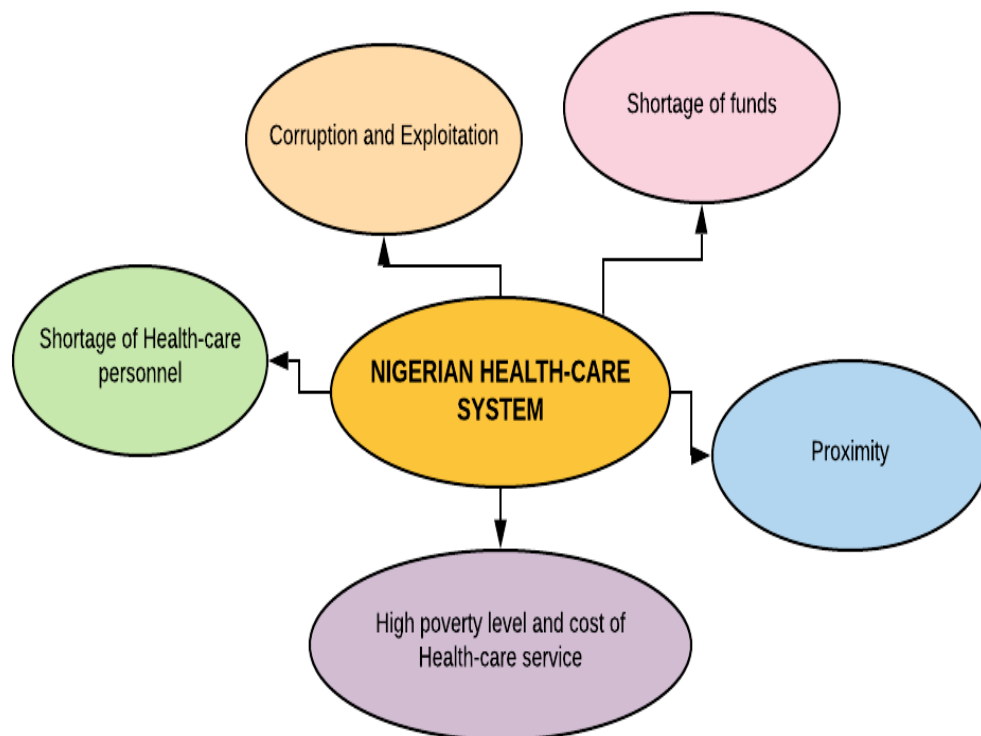 Shortage of funds
Corruption and Exploitation
Shortage of Health-care
personnel
NIGERIAN HEALTH-CARE
SYSTEM
Proximity
High poverty level and cost of
Health-care service